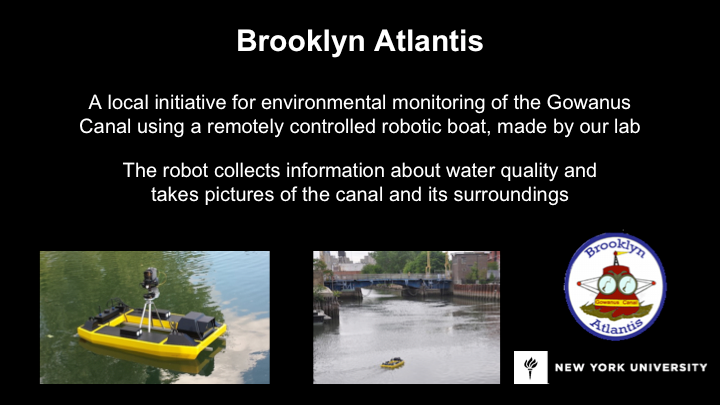 Brooklyn Atlantis
A local initiative for environmental monitoring of the Gowanus
Canal using a remotely controlled robotic boat, made by our lab
The robot collects information about water quality and
takes pictures of the canal and its surroundings
Brooklyn
Gowanus Canal
Atlantis
NEW YORK UNIVERSITY